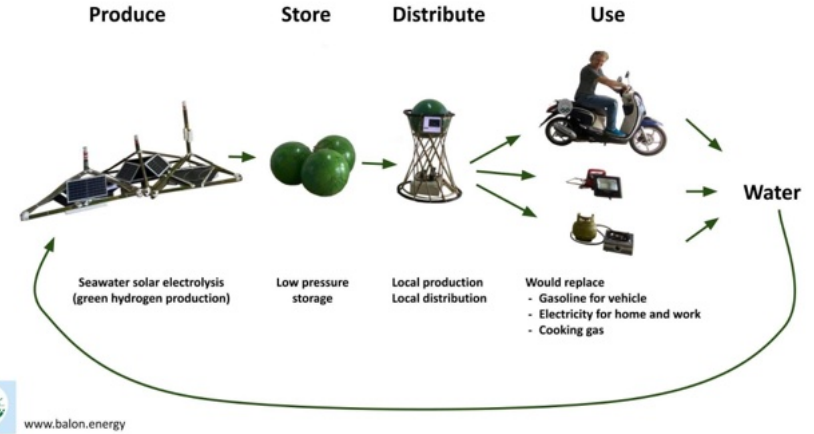 Produce
Store
Distribute
Use
Water
Seawater solar electrolysis
(green hydrogen production)
Low pressure
storage
Local production
Local distribution
Would replace
- Gasoline for vehicle
- Electricity for home and work
- Cooking gas
www.balon.energy